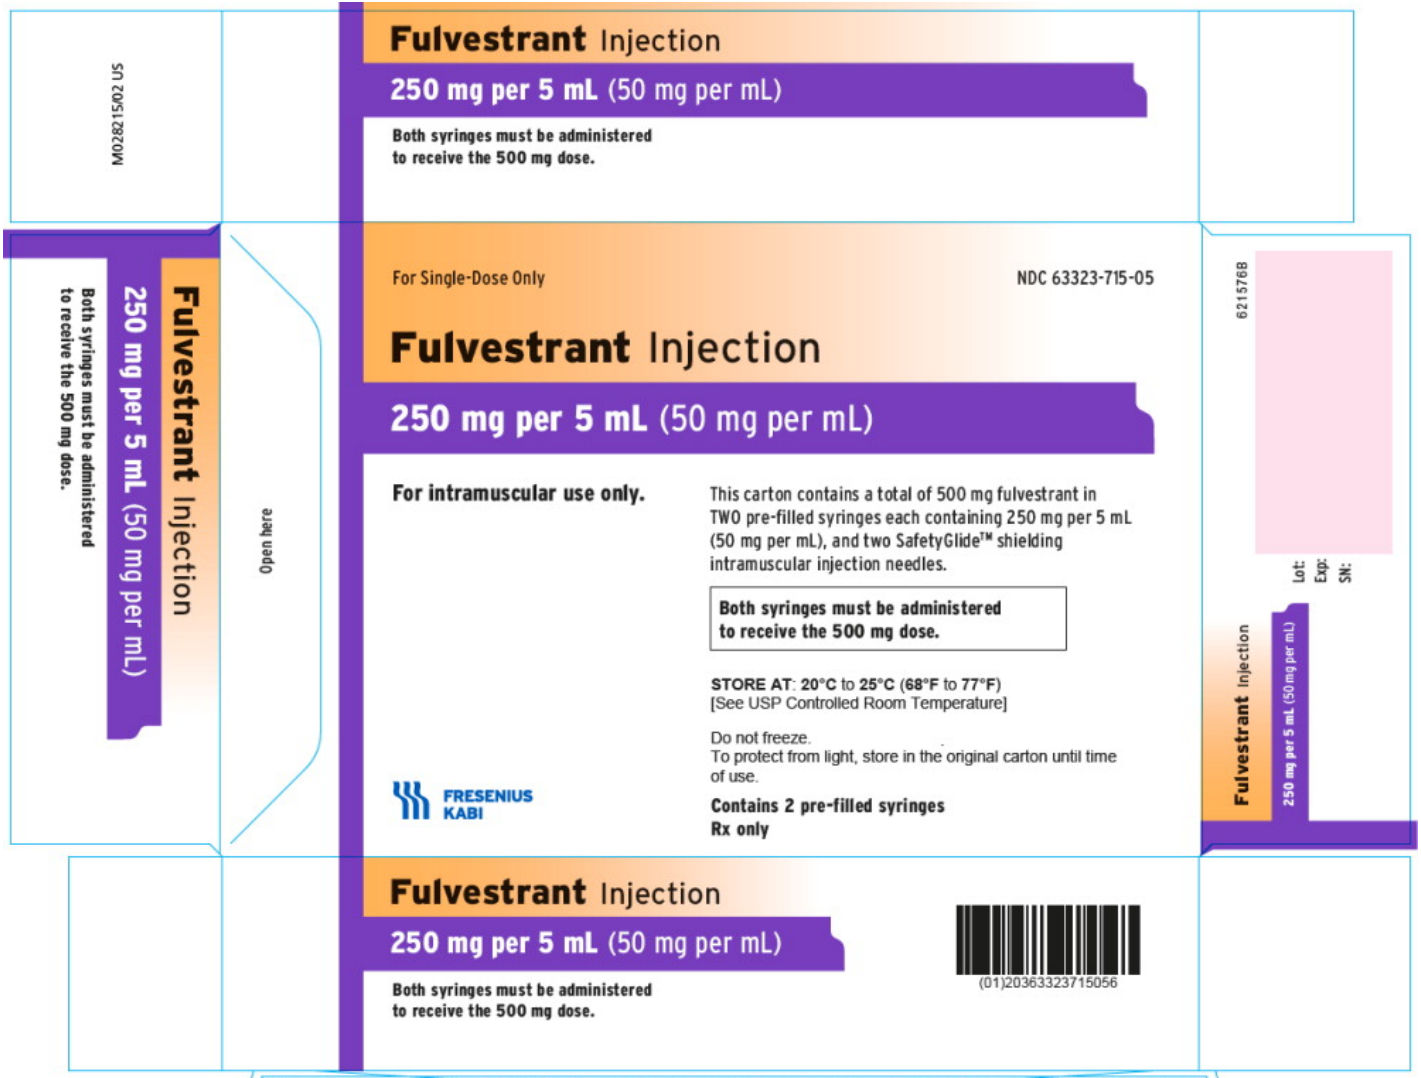 M028215/02 US
Fulvestrant Injection
250 mg per 5 mL (50 mg per mL)
Both syringes must be administered
to receive the 500 mg dose.
Fulvestrant Injection
250 mg per 5 mL (50 mg per mL)
Both syringes must be administered
to receive the 500 mg dose.
Open here
For Single-Dose Only
NDC 63323-715-05
Fulvestrant Injection
250 mg per 5 mL (50 mg per mL)
For intramuscular use only.
This carton contains a total of 500 mg fulvestrant in
TWO pre-filled syringes each containing 250 mg per 5 mL
(50 mg per mL), and two SafetyGlide™ shielding
intramuscular injection needles.
Both syringes must be administered
to receive the 500 mg dose.
STORE AT: 20°C to 25°C (68°F to 77°F)
[See USP Controlled Room Temperature]
Do not freeze.
To protect from light, store in the original carton until time
of use.
Contains 2 pre-filled syringes
Rx only
FRESENIUS
KABI
621576B
Lot:
Exp:
SN:
Fulvestrant Injection
250 mg per 5 mL (50 mg per mL)
Fulvestrant Injection
250 mg per 5 mL (50 mg per mL)
Both syringes must be administered
to receive the 500 mg dose.
(01)20363323715056